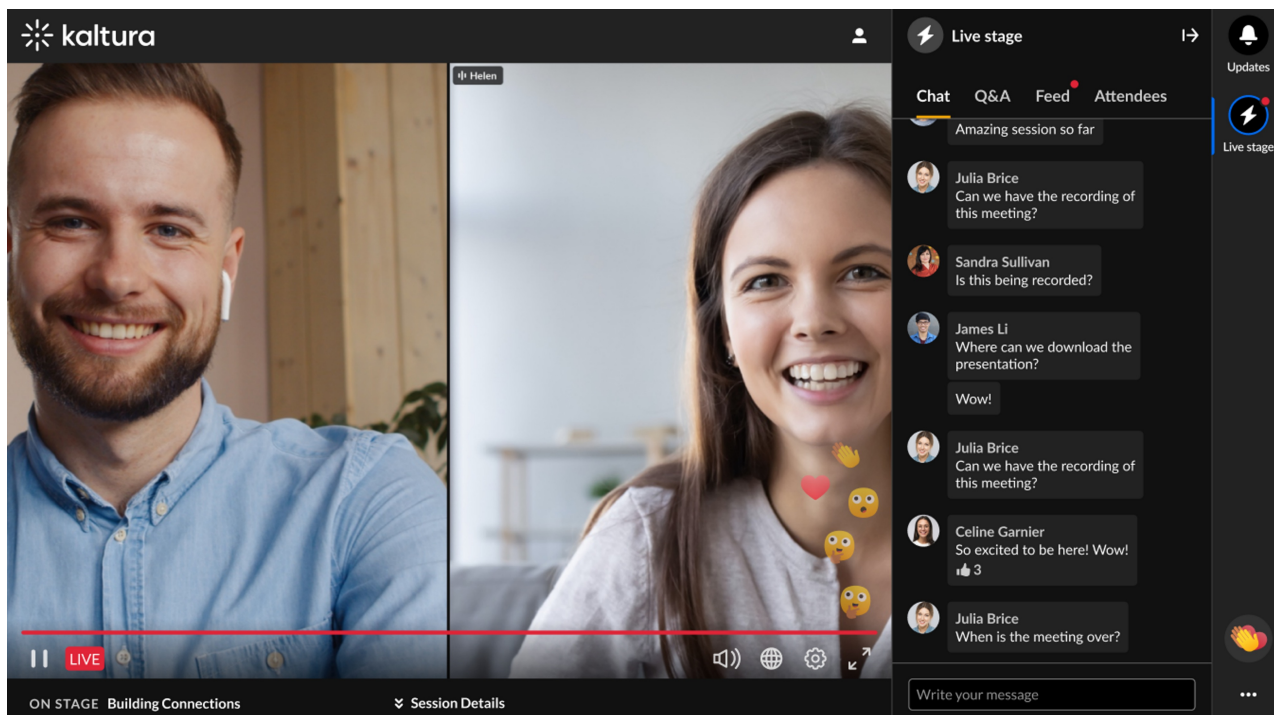 kaltura
Helen
LIVE
ON STAGE Building Connections
Session Details
Live stage
Chat Q&A Feed Attendees
Amazing session so far
Julia Brice
Can we have the recording of
this meeting?
Sandra Sullivan
Is this being recorded?
James Li
Where can we download the
presentation?
Wow!
Julia Brice
Can we have the recording of
this meeting?
Celine Garnier
So excited to be here! Wow!
3
Julia Brice
When is the meeting over?
Write your message
Updates
Live stage